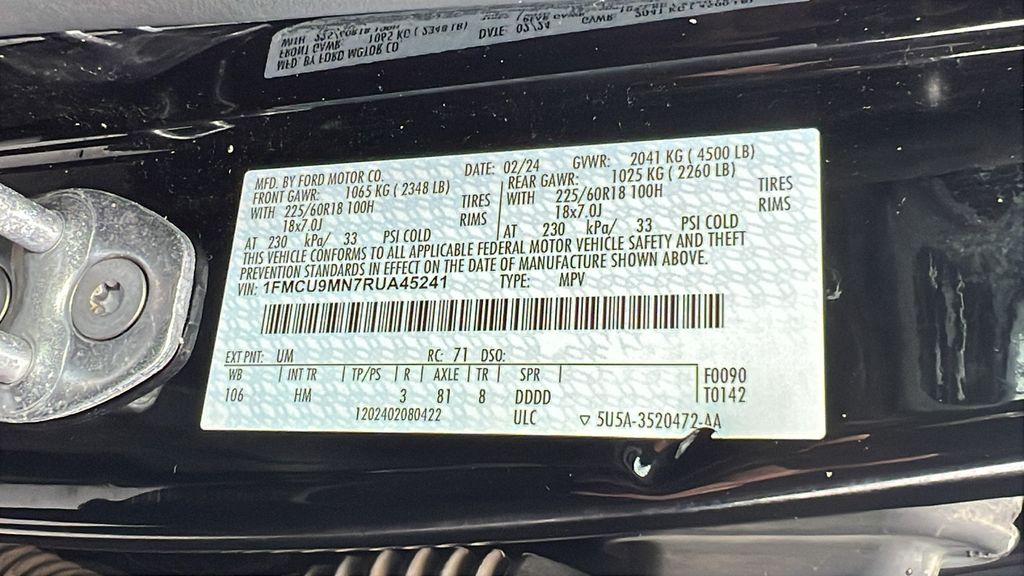 MFD. BY FORD MOTOR CO. DATE: 02/24 GVWR: 2041 KG ( 4500 LB)
FRONT GAWR: 1065 KG ( 2348 LB) REAR GAWR: 1025 KG ( 2260 LB)
WITH 225/60R18 100H TIRES WITH 225/60R18 100H TIRES
18x7.0J RIMS 18x7.0J RIMS
AT 230 kPa/ 33 PSI COLD AT 230 kPa/ 33 PSI COLD
THIS VEHICLE CONFORMS TO ALL APPLICABLE FEDERAL MOTOR VEHICLE SAFETY AND THEFT
PREVENTION STANDARDS IN EFFECT ON THE DATE OF MANUFACTURE SHOWN ABOVE.
VIN: 1FMCU9MN7RUA45241 TYPE: MPV
EXT PNT: UM RC: 71 DSO:
WB INT TR TP/PS R AXLE TR SPR F0090
106 HM 3 81 8 DDDD T0142
1202402080422 ULC ▽ 5U5A-3520472-AA